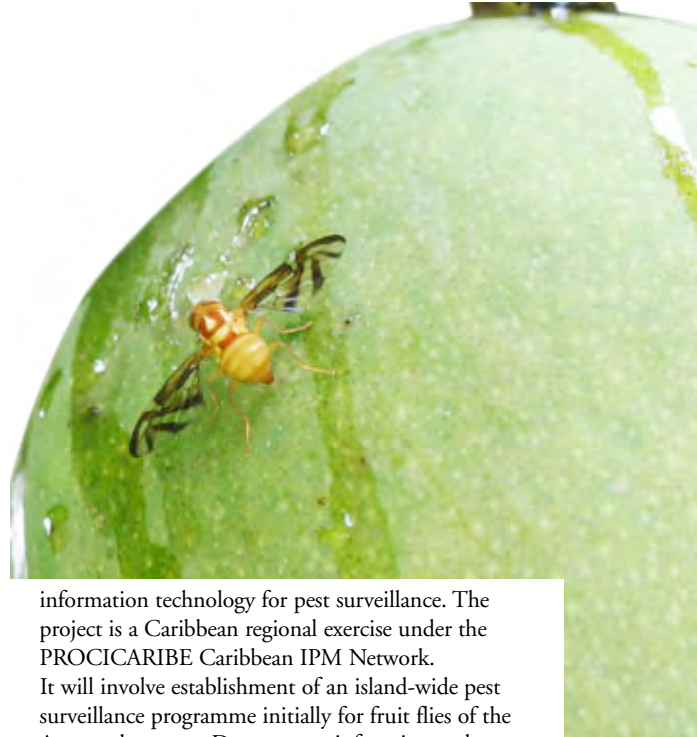 information technology for pest surveillance. The
project is a Caribbean regional exercise under the
PROCICARIBE Caribbean IPM Network.
It will involve establishment of an island-wide pest
surveillance programme initially for fruit flies of the